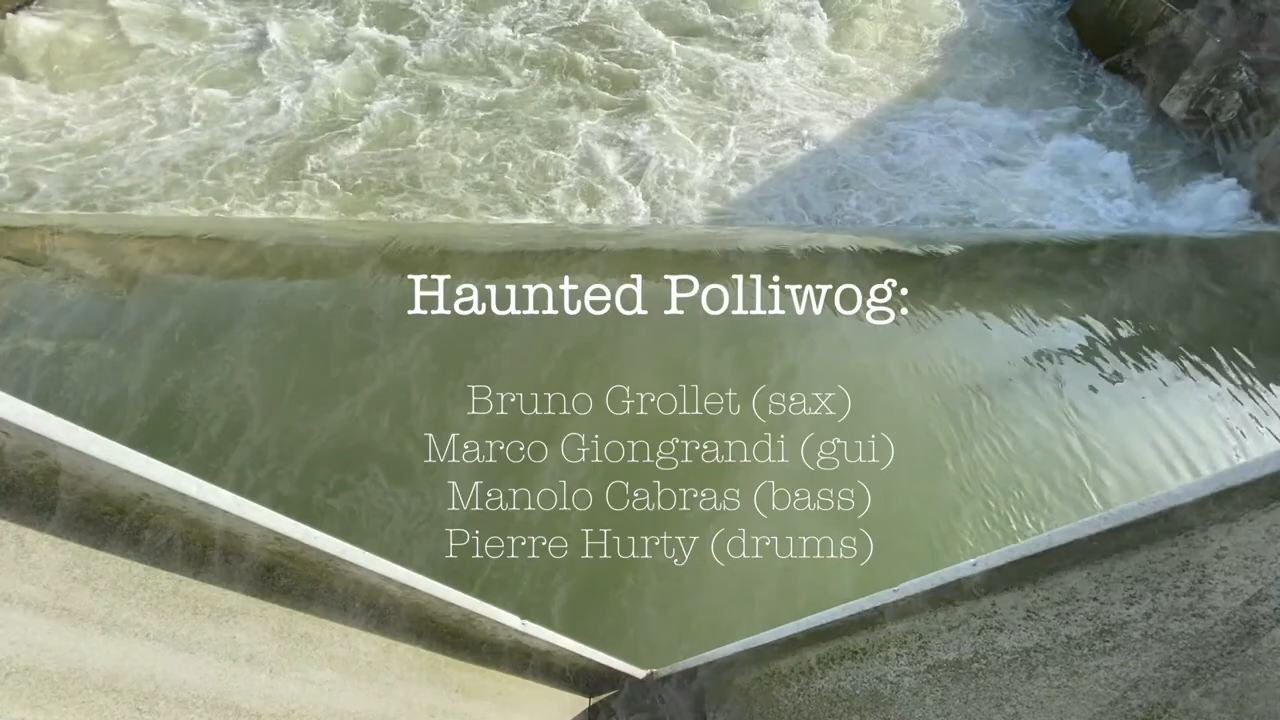 Haunted Polliwog:
Bruno Grollet (sax)
Marco Giongrandi (gui)
Manolo Cabras (bass)
Pierre Hurty (drums)